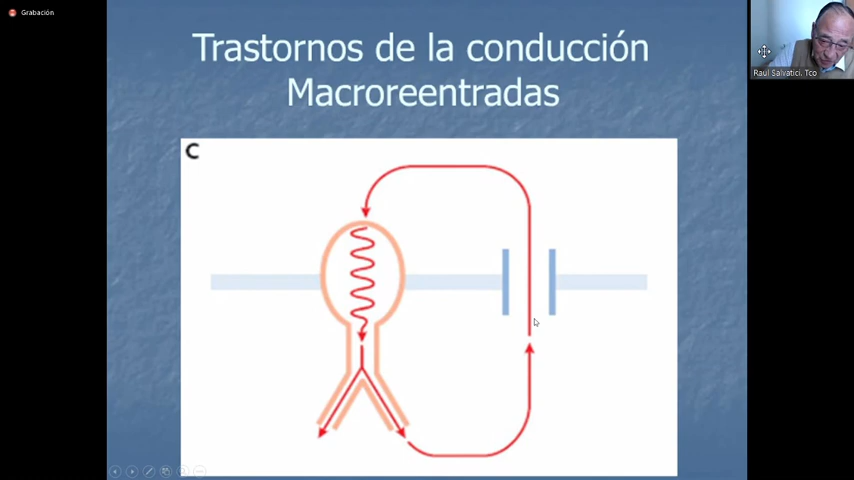 Grabación
Trastornos de la conducción
Macroreentradas
C
Raul Salvatici. Tco